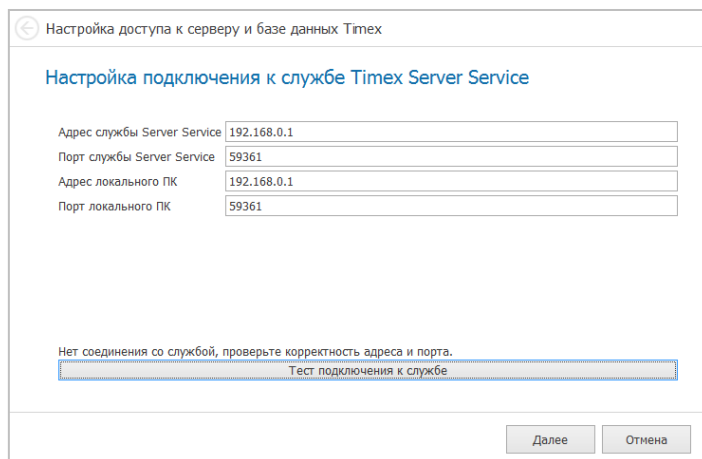 Настройка доступа к серверу и базе данных Timex
Настройка подключения к службе Timex Server Service
Адрес службы Server Service 192.168.0.1
Порт службы Server Service 59361
Адрес локального ПК 192.168.0.1
Порт локального ПК 59361
Нет соединения со службой, проверьте корректность адреса и порта.
Тест подключения к службе
Далее Отмена